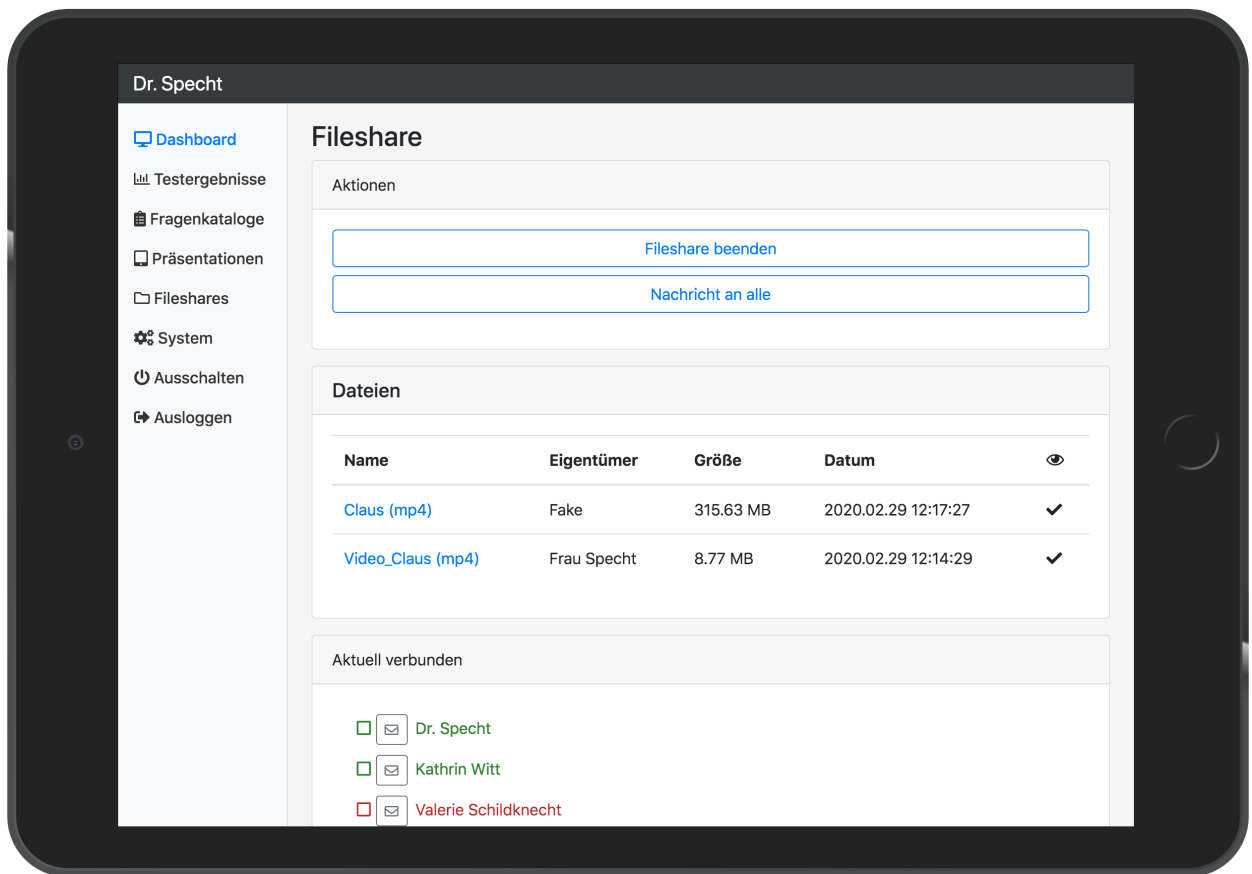 Dr. Specht
Dashboard
Testergebnisse
Fragenkataloge
Präsentationen
Fileshares
System
Ausschalten
Ausloggen
Fileshare
Aktionen
Fileshare beenden
Nachricht an alle
Dateien
Name Eigentümer Größe Datum
Claus (mp4) Fake 315.63 MB 2020.02.29 12:17:27
Video_Claus (mp4) Frau Specht 8.77 MB 2020.02.29 12:14:29
Aktuell verbunden
Dr. Specht
Kathrin Witt
Valerie Schildknecht